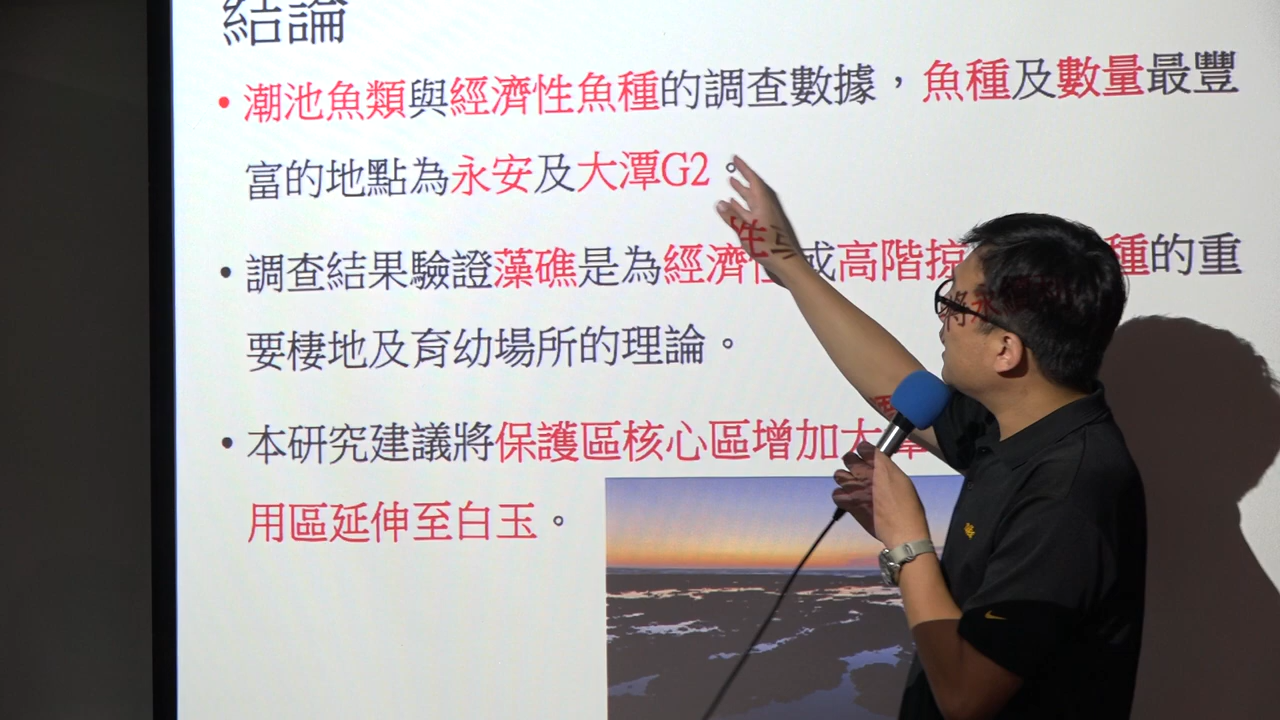 結論
• 潮池魚類與經濟性魚種的調查數據，魚種及數量最豐
富的地點為永安及大潭G2。
• 調查結果驗證藻礁是為經濟性或高階掠種的重
要棲地及育幼場所的理論。
• 本研究建議將保護區核心區增加大潭
用區延伸至白玉。